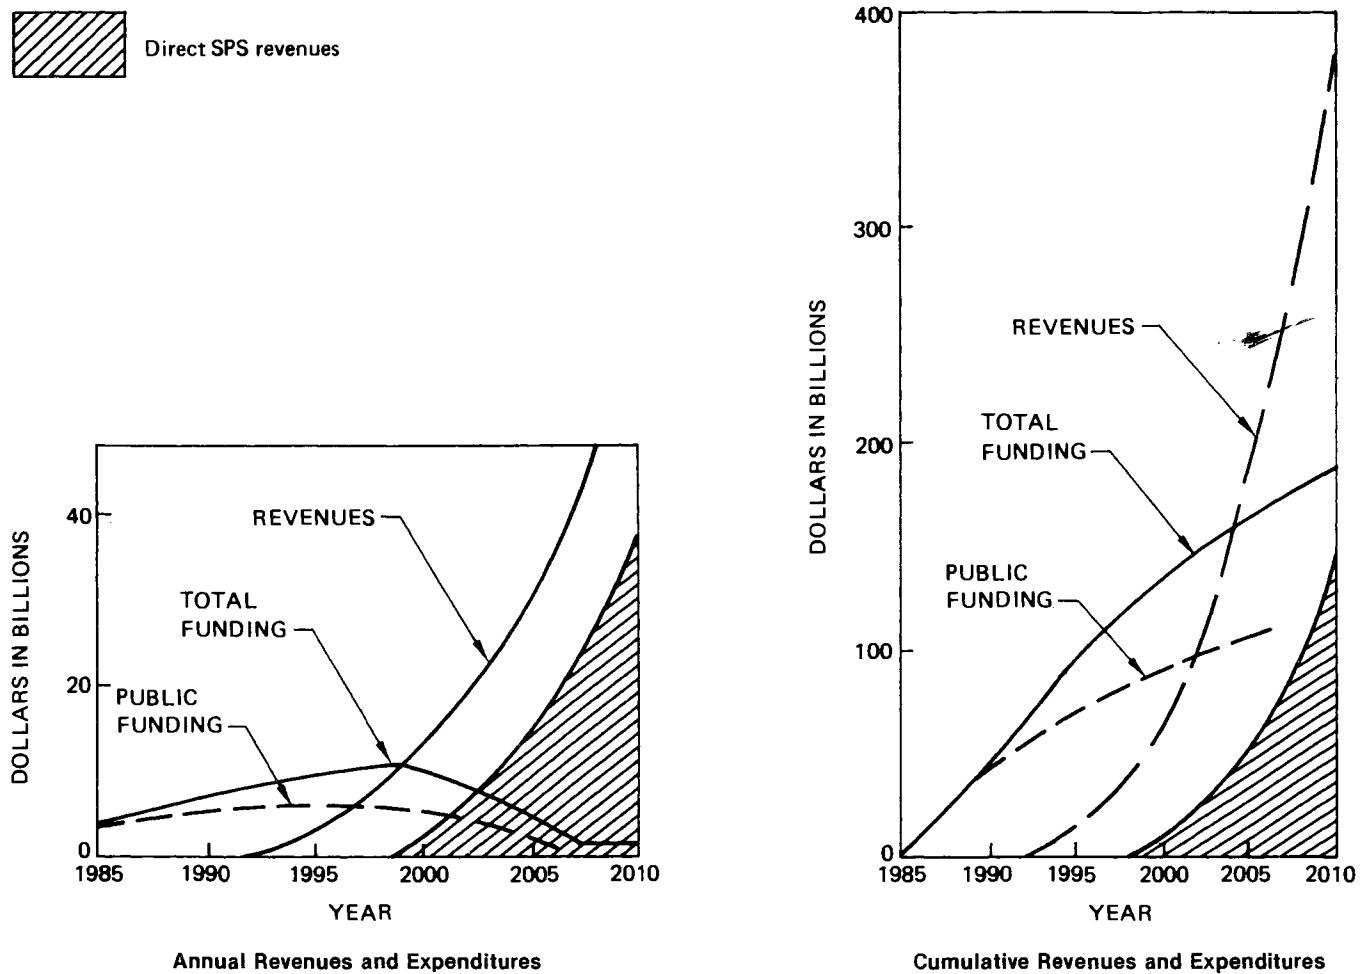 Direct SPS revenues
DOLLARS IN BILLIONS
40
20
0
REVENUES
TOTAL
FUNDING
PUBLIC
FUNDING
1985 1990 1995 2000 2005 2010
YEAR
Annual Revenues and Expenditures
DOLLARS IN BILLIONS
400
300
200
100
0
REVENUES
TOTAL
FUNDING
PUBLIC
FUNDING
1985 1990 1995 2000 2005 2010
YEAR
Cumulative Revenues and Expenditures